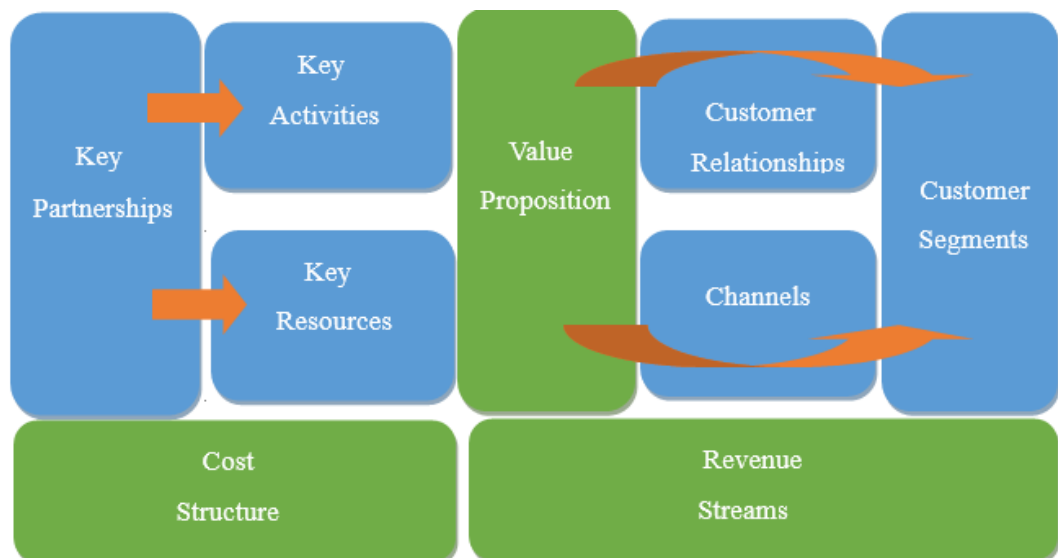 Key
Partnerships
Key
Activities
Key
Resources
Value
Proposition
Customer
Relationships
Channels
Customer
Segments
Cost
Structure
Revenue
Streams